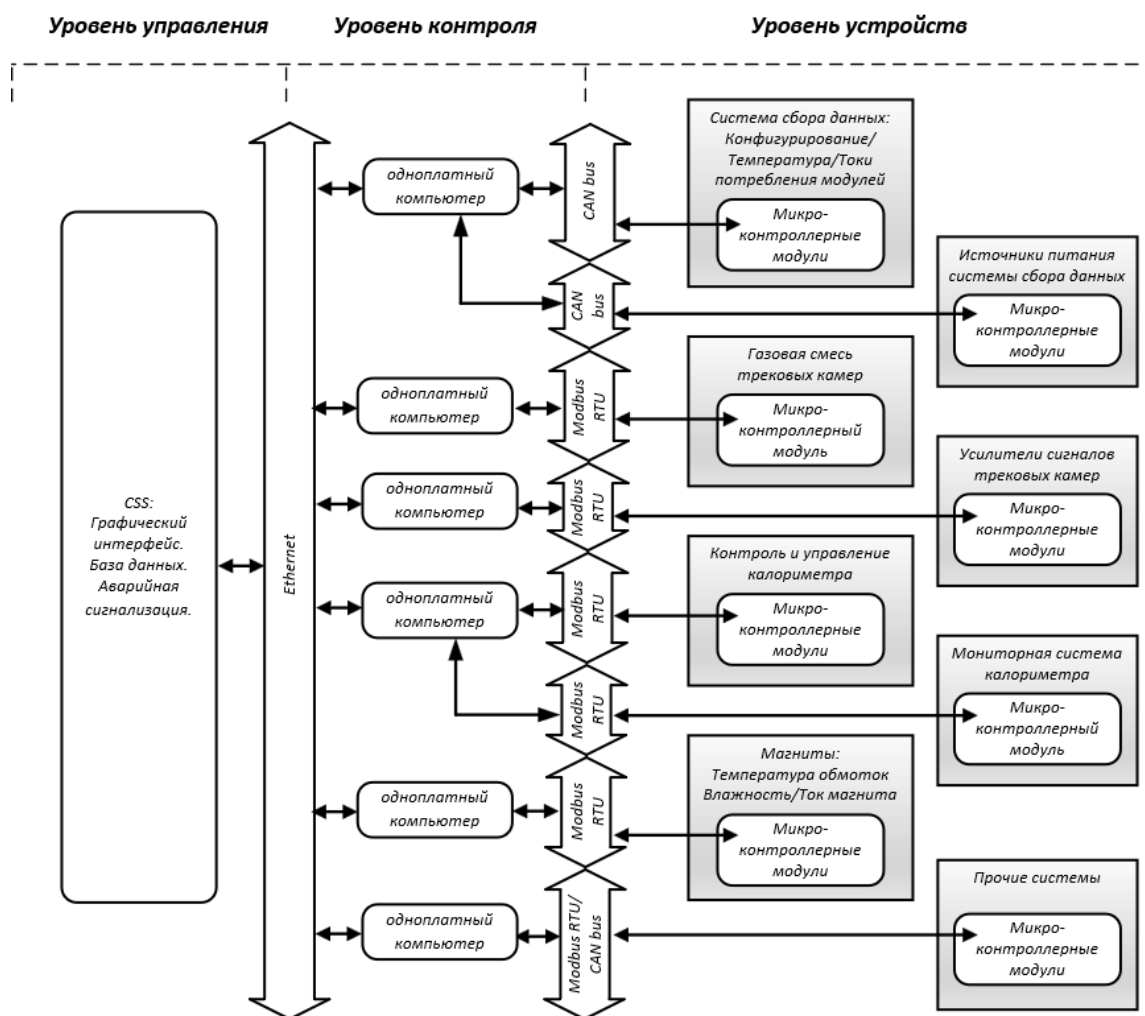 Уровень управления
Уровень контроля
Уровень устройств
CSS:
Графический
интерфейс.
База данных.
Аварийная
сигнализация.
Ethernet
одноплатный
компьютер
CAN bus
Система сбора данных:
Конфигурирование/
Температура/Токи
потребления модулей
Микро-
контроллерные
модули
CAN
bus
Источники питания
системы сбора данных
Микро-
контроллерные
модули
одноплатный
компьютер
Modbus
RTU
Газовая смесь
трековых камер
Микро-
контроллерный
модуль
одноплатный
компьютер
Modbus
RTU
Усилители сигналов
трековых камер
Микро-
контроллерные
модули
одноплатный
компьютер
Modbus
RTU
Контроль и управление
калориметра
Микро-
контроллерные
модули
Modbus
RTU
Мониторная система
калориметра
Микро-
контроллерный
модуль
одноплатный
компьютер
Modbus
RTU
Магниты:
Температура обмоток
Влажность/Ток магнита
Микро-
контроллерные
модули
одноплатный
компьютер
Modbus RTU/
CAN bus
Прочие системы
Микро-
контроллерные
модули